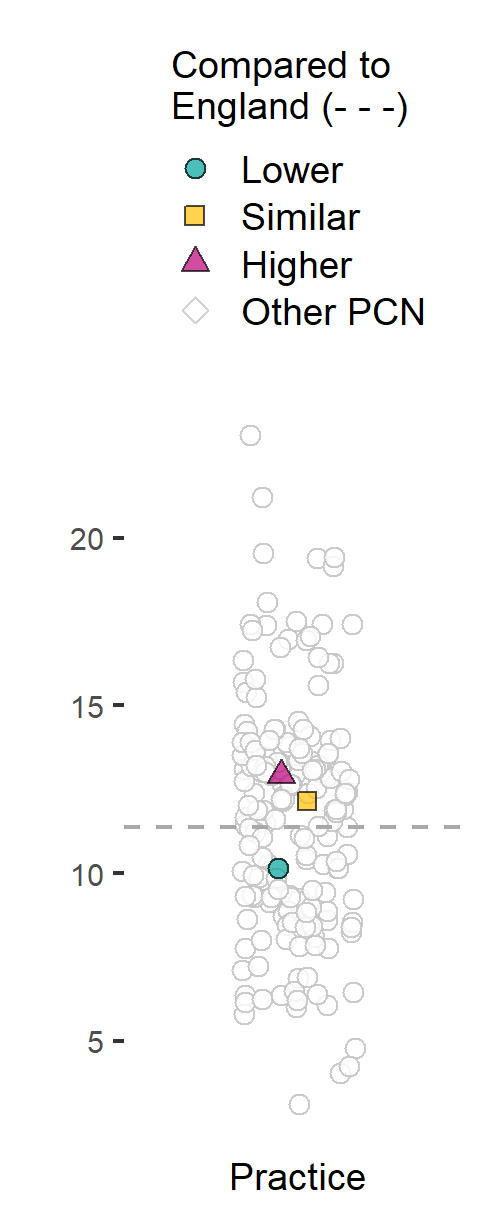 Compared to
England (- - -)
Lower
Similar
Higher
Other PCN
20
15
10
5
Practice